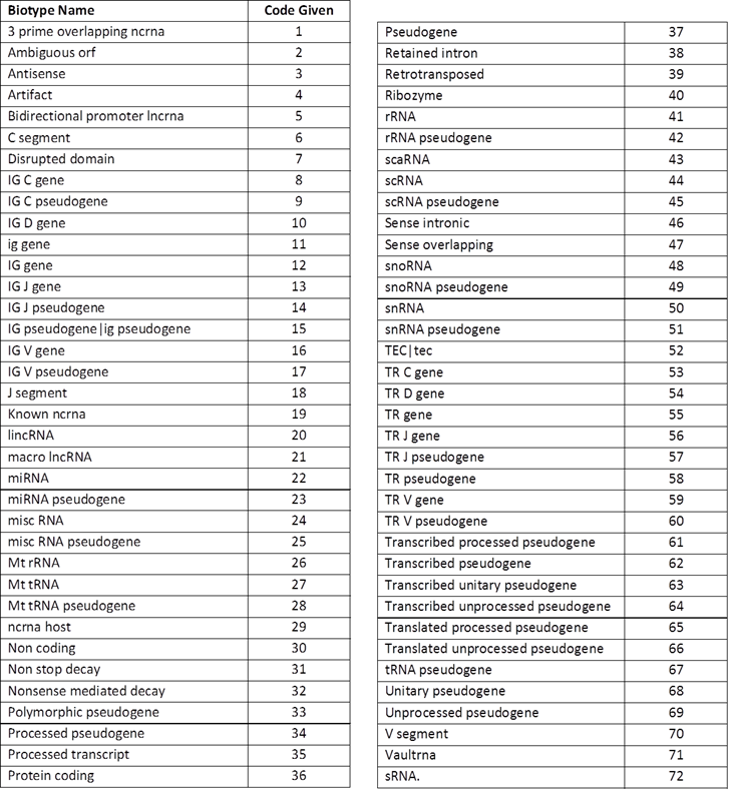 Biotype Name Code Given
3 prime overlapping ncrna 1
Ambiguous orf 2
Antisense 3
Artifact 4
Bidirectional promoter lncrna 5
C segment 6
Disrupted domain 7
IG C gene 8
IG C pseudogene 9
IG D gene 10
ig gene 11
IG gene 12
IG J gene 13
IG J pseudogene 14
IG pseudogene|ig pseudogene 15
IG V gene 16
IG V pseudogene 17
J segment 18
Known ncrna 19
lincRNA 20
macro lncRNA 21
miRNA 22
miRNA pseudogene 23
misc RNA 24
misc RNA pseudogene 25
Mt rRNA 26
Mt tRNA 27
Mt tRNA pseudogene 28
ncrna host 29
Non coding 30
Non stop decay 31
Nonsense mediated decay 32
Polymorphic pseudogene 33
Processed pseudogene 34
Processed transcript 35
Protein coding 36
Pseudogene 37
Retained intron 38
Retrotransposed 39
Ribozyme 40
rRNA 41
rRNA pseudogene 42
scaRNA 43
scRNA 44
scRNA pseudogene 45
Sense intronic 46
Sense overlapping 47
snoRNA 48
snoRNA pseudogene 49
snRNA 50
snRNA pseudogene 51
TEC|tec 52
TR C gene 53
TR D gene 54
TR gene 55
TR J gene 56
TR J pseudogene 57
TR pseudogene 58
TR V gene 59
TR V pseudogene 60
Transcribed processed pseudogene 61
Transcribed pseudogene 62
Transcribed unitary pseudogene 63
Transcribed unprocessed pseudogene 64
Translated processed pseudogene 65
Translated unprocessed pseudogene 66
tRNA pseudogene 67
Unitary pseudogene 68
Unprocessed pseudogene 69
V segment 70
Vaultrna 71
sRNA. 72